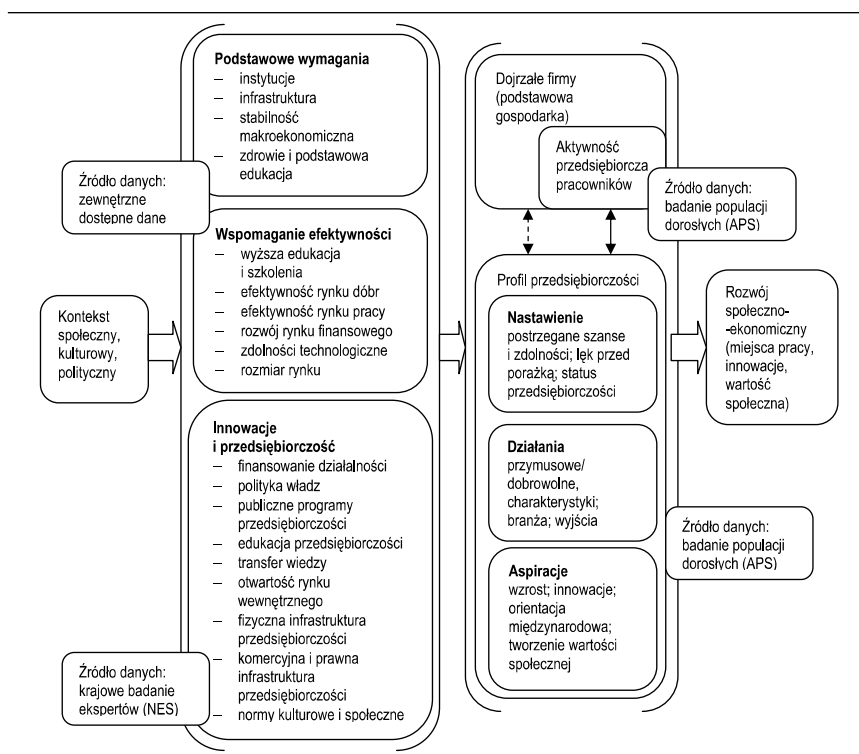 Podstawowe wymagania
– instytucje
– infrastruktura
– stabilność
makroekonomiczna
– zdrowie i podstawowa
edukacja
Źródło danych:
zewnętrzne
dostępne dane
Wspomaganie efektywności
– wyższa edukacja
i szkolenia
– efektywność rynku dóbr
– efektywność rynku pracy
– rozwój rynku finansowego
– zdolności technologiczne
– rozmiar rynku
Kontekst
społeczny,
kulturowy,
polityczny
Innowacje
i przedsiębiorczość
– finansowanie działalności
– polityka władz
– publiczne programy
przedsiębiorczości
– edukacja przedsiębiorczości
– transfer wiedzy
– otwartość rynku
wewnętrznego
– fizyczna infrastruktura
przedsiębiorczości
– komercyjna i prawna
infrastruktura
przedsiębiorczości
– normy kulturowe i społeczne
Źródło danych:
krajowe badanie
ekspertów (NES)
Dojrzałe firmy
(podstawowa
gospodarka)
Aktywność
przedsiębiorcza
pracowników
Źródło danych:
badanie populacji
dorosłych (APS)
Profil przedsiębiorczości
Nastawienie
postrzegane szanse
i zdolności; lęk przed
porażką; status
przedsiębiorczości
Działania
przymusowe/
dobrowolne,
charakterystyki;
branża; wyjścia
Aspiracje
wzrost; innowacje;
orientacja
międzynarodowa;
tworzenie wartości
społecznej
Rozwój
społeczno-
-ekonomiczny
(miejsca pracy,
innowacje,
wartość
społeczna)
Źródło danych:
badanie populacji
dorosłych (APS)